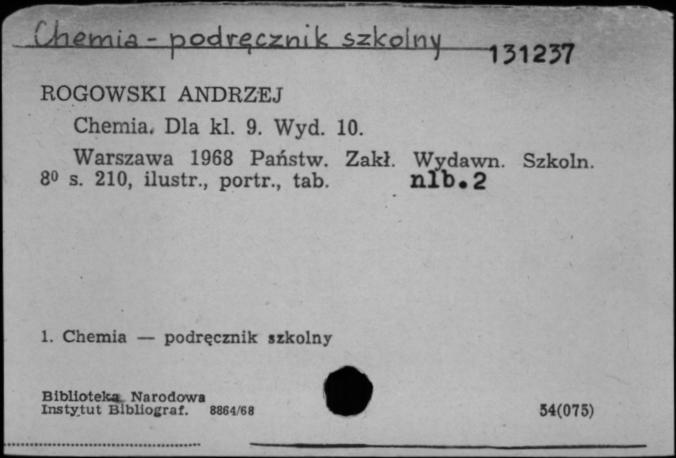 Chemia - podręcznik szkolny
131237
ROGOWSKI ANDRZEJ
Chemia. Dla kl. 9. Wyd. 10.
Warszawa 1968 Państw. Zakł. Wydawn. Szkoln.
8⁰ s. 210, ilustr., portr., tab. nlb. 2
1. Chemia — podręcznik szkolny
Biblioteka Narodowa
Instytut Bibliograf. 8864/68
54(075)